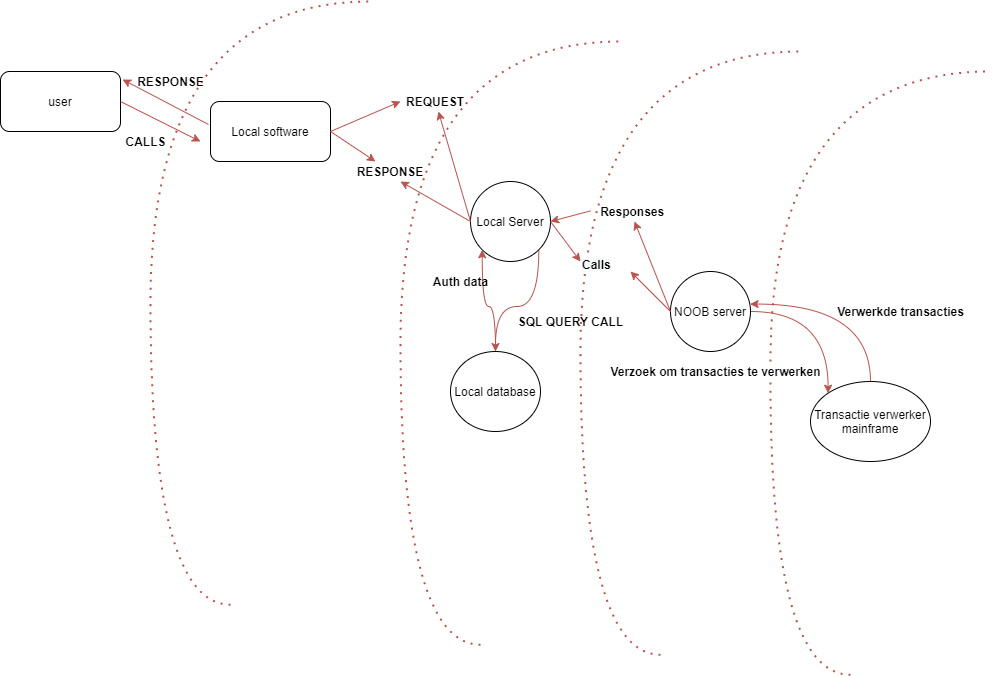 RESPONSE
user
REQUEST
Local software
CALLS
RESPONSE
Responses
Local Server
Calls
Auth data
NOOB server
Verwerkde transacties
SQL QUERY CALL
Verzoek om transacties te verwerken
Local database
Transactie verwerker
mainframe